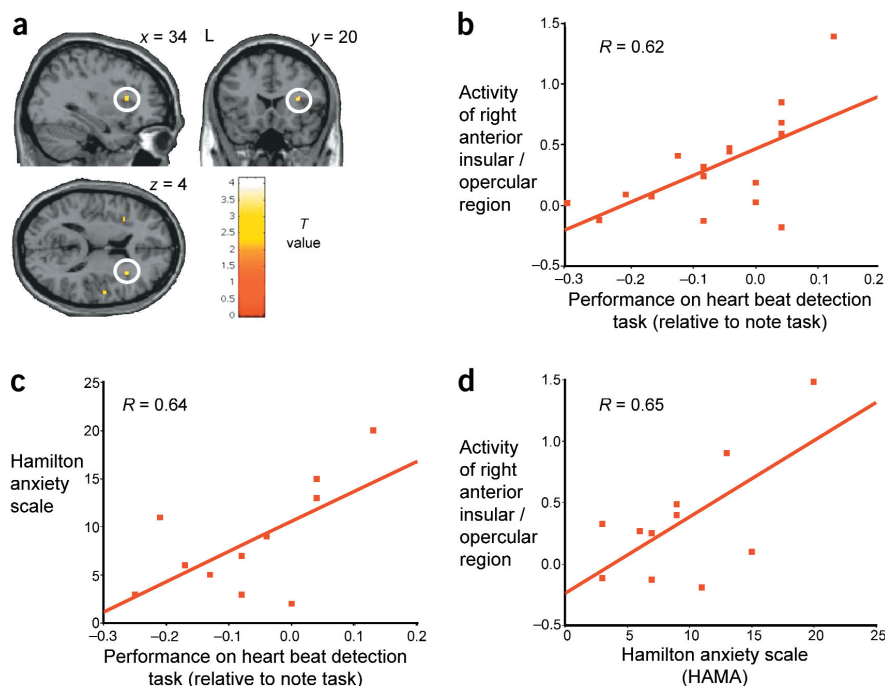 a
x = 34
L
y = 20
z = 4
4
3.5
3
2.5
2
1.5
1
0.5
0
T
value
b
R = 0.62
Activity
of right
anterior
insular /
opercular
region
1.5
1.0
0.5
0.0
–0.5
–0.3
–0.2
–0.1
0.0
0.1
0.2
Performance on heart beat detection
task (relative to note task)
c
R = 0.64
Hamilton
anxiety
scale
25
20
15
10
5
0
–0.3
–0.2
–0.1
0.0
0.1
0.2
Performance on heart beat detection
task (relative to note task)
d
R = 0.65
Activity
of right
anterior
insular /
opercular
region
1.5
1.0
0.5
0.0
–0.5
0
5
10
15
20
25
Hamilton anxiety scale
(HAMA)